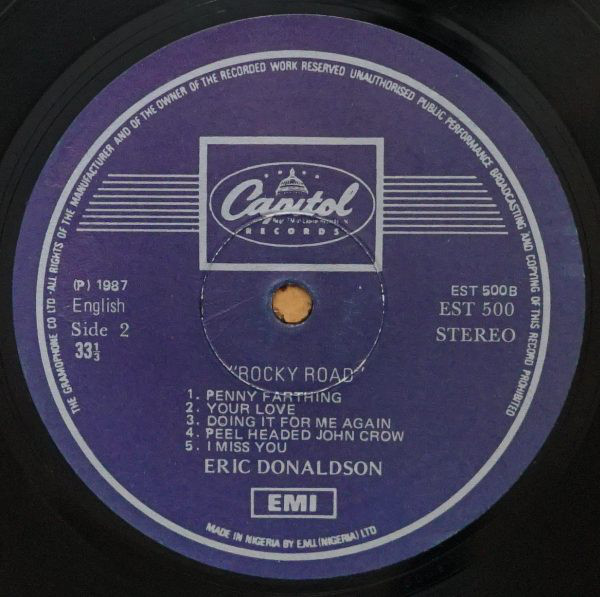 THE GRAMOPHONE CO LTD·ALL RIGHTS OF THE MANUFACTURER AND OF THE OWNER OF THE RECORDED WORK RESERVED UNAUTHORISED PUBLIC PERFORMANCE BROADCASTING AND COPYING OF THIS RECORD PROHIBITED
Capitol
RECORDS
(P) 1987
English
Side 2
33⅓
EST 500B
EST 500
STEREO
"ROCKY ROAD"
1. PENNY FARTHING
2. YOUR LOVE
3. DOING IT FOR ME AGAIN
4. PEEL HEADED JOHN CROW
5. I MISS YOU
ERIC DONALDSON
EMI
MADE IN NIGERIA BY E.M.I. (NIGERIA) LTD